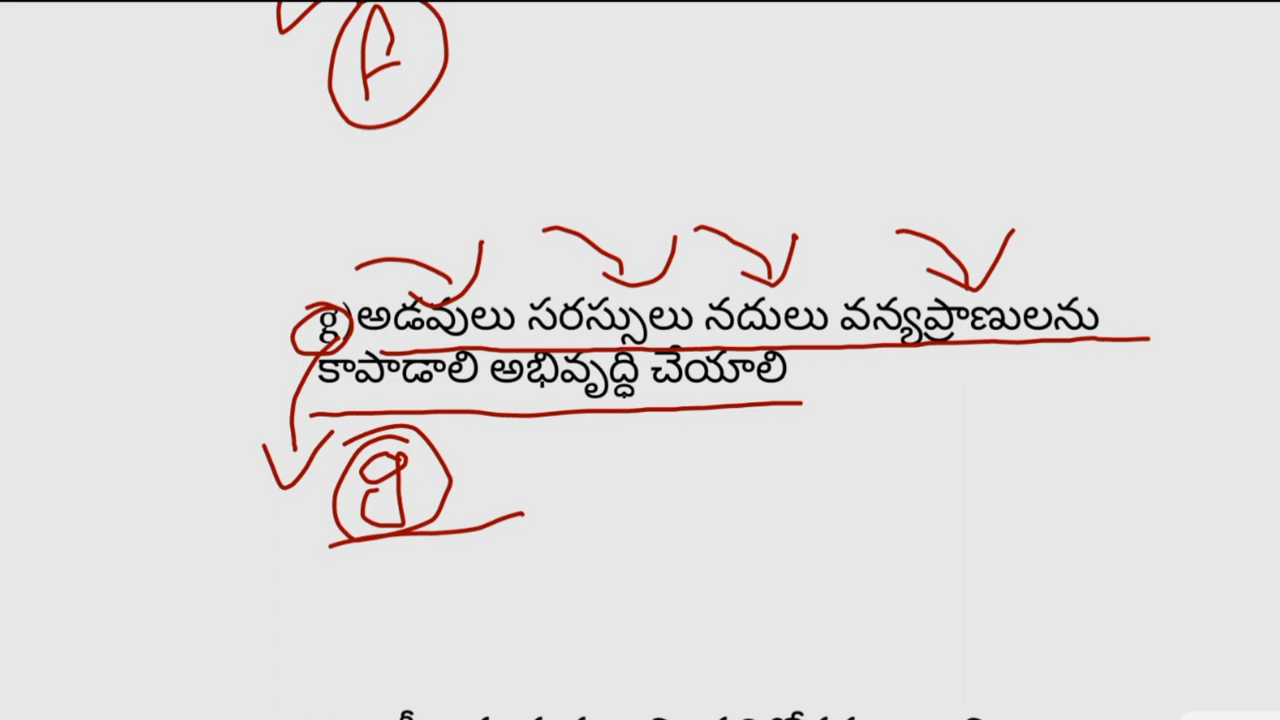 F
g)అడవులు సరస్సులు నదులు వన్యప్రాణులను
కాపాడాలి అభివృద్ధి చేయాలి
g